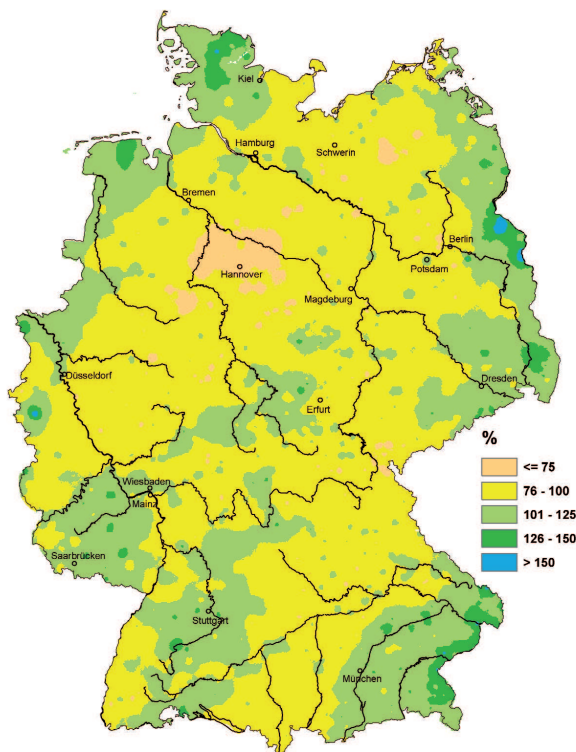 Kiel
Hamburg
Schwerin
Bremen
Berlin
Potsdam
Hannover
Magdeburg
Düsseldorf
Dresden
Erfurt
%
<= 75
76 - 100
101 - 125
126 - 150
> 150
Wiesbaden
Mainz
Saarbrücken
Stuttgart
München